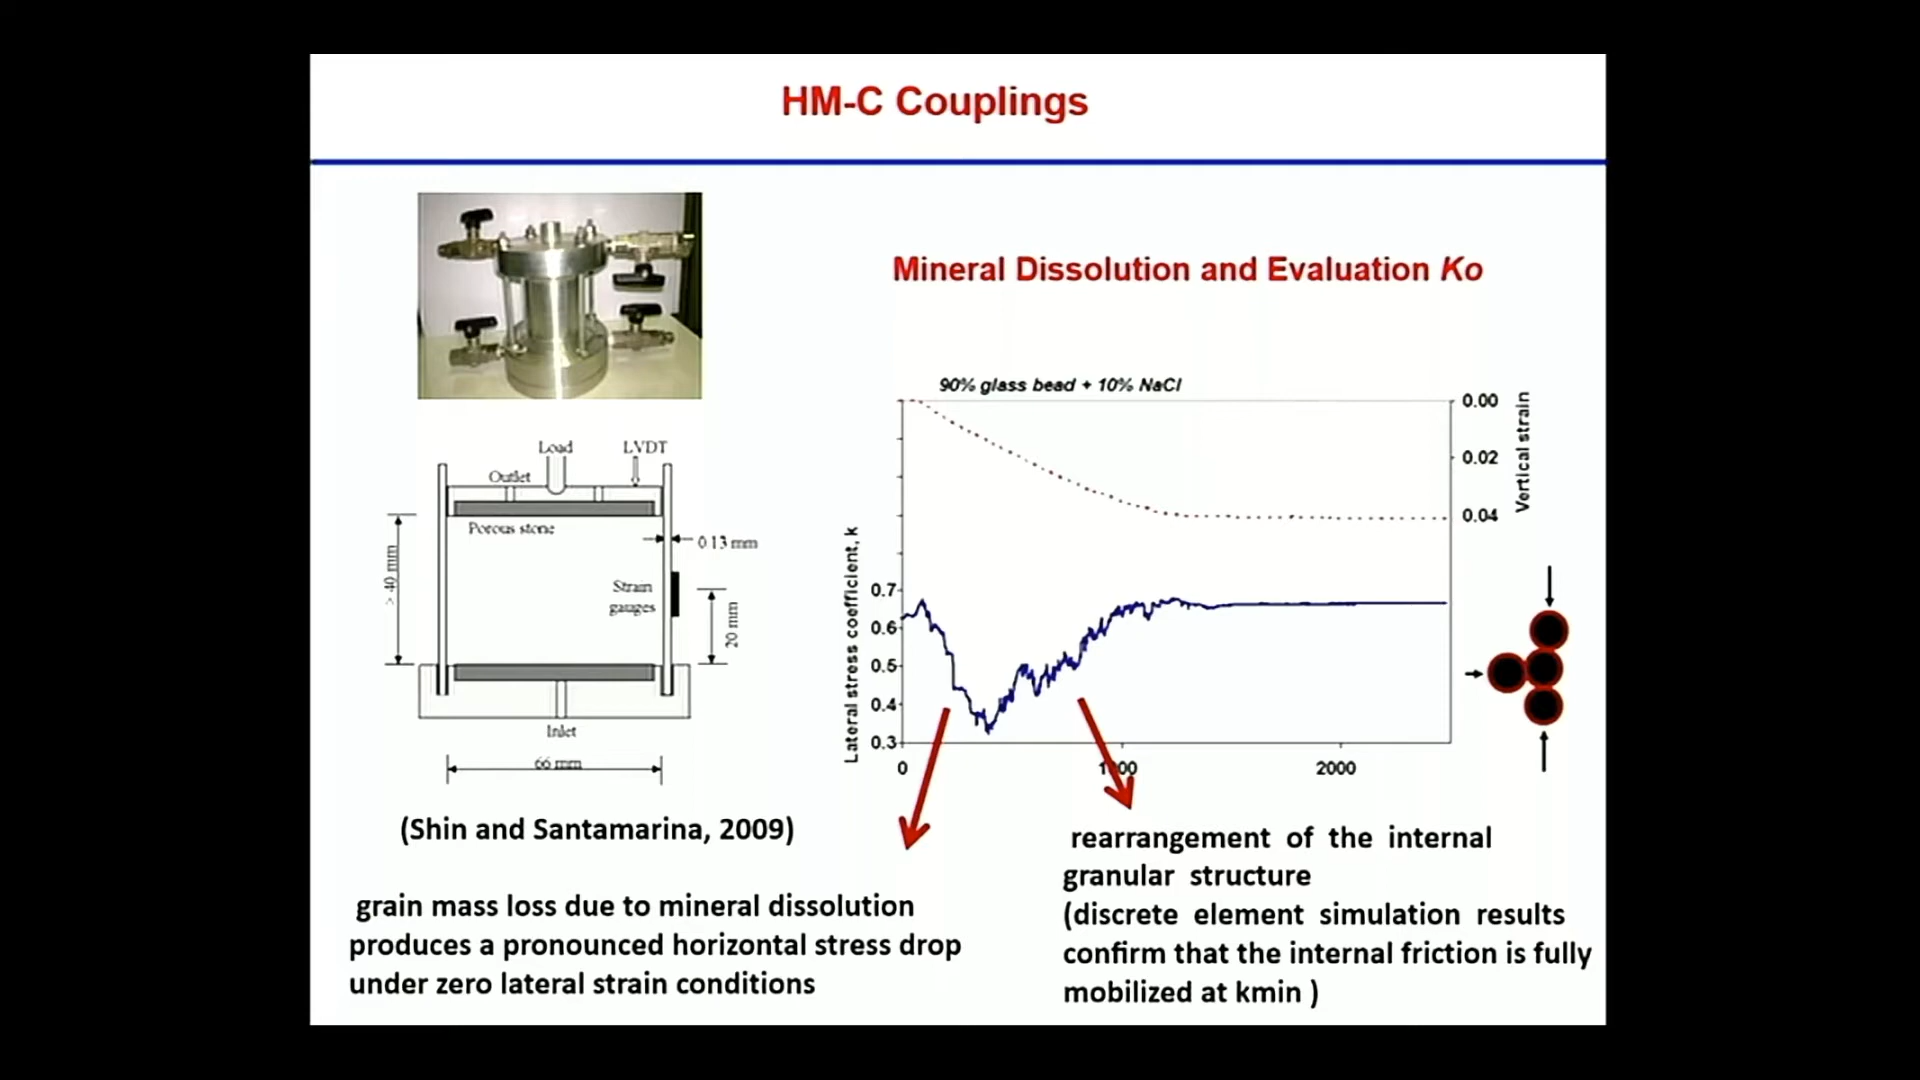 HM-C Couplings
Mineral Dissolution and Evaluation Ko
90% glass bead + 10% NaCl
0.00
0.02
0.04
Vertical strain
Lateral stress coefficient, k
0.7
0.6
0.5
0.4
0.3
0
2000
Load
LVDT
Outlet
Porous stone
0.13 mm
40 mm
Strain
gauges
20 mm
Inlet
66 mm
(Shin and Santamarina, 2009)
grain mass loss due to mineral dissolution
produces a pronounced horizontal stress drop
under zero lateral strain conditions
rearrangement of the internal
granular structure
(discrete element simulation results
confirm that the internal friction is fully
mobilized at kmin )